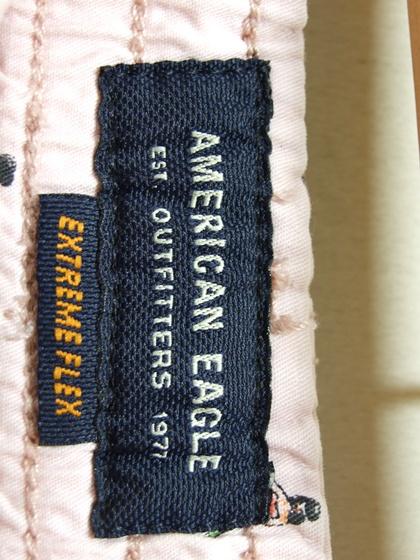 AMERICAN EAGLE
EST. OUTFITTERS 1977
EXTREME FLEX